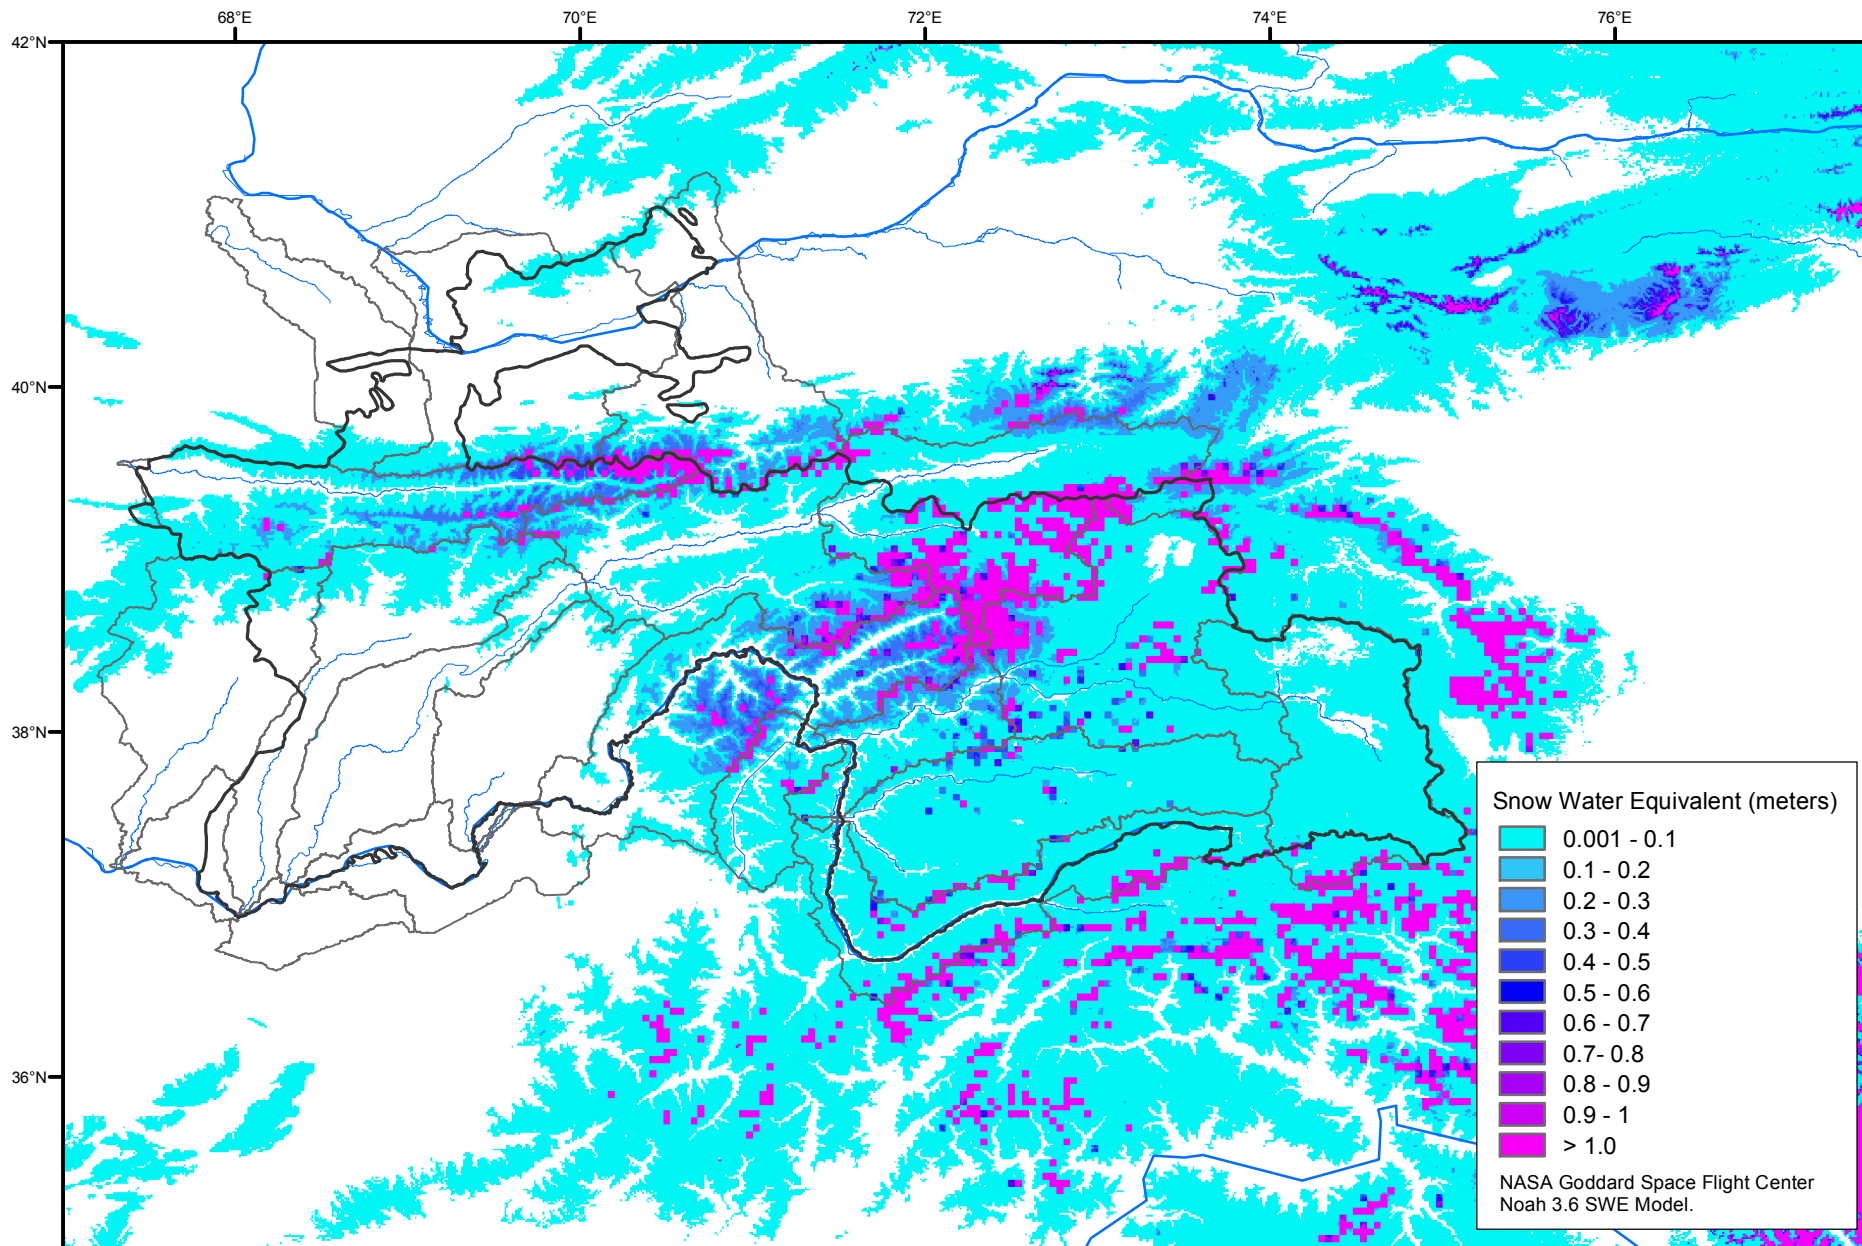 68°E 70°E 72°E 74°E 76°E
42°N
40°N
38°N
36°N
Snow Water Equivalent (meters)
0.001 - 0.1
0.1 - 0.2
0.2 - 0.3
0.3 - 0.4
0.4 - 0.5
0.5 - 0.6
0.6 - 0.7
0.7- 0.8
0.8 - 0.9
0.9 - 1
> 1.0
NASA Goddard Space Flight Center
Noah 3.6 SWE Model.